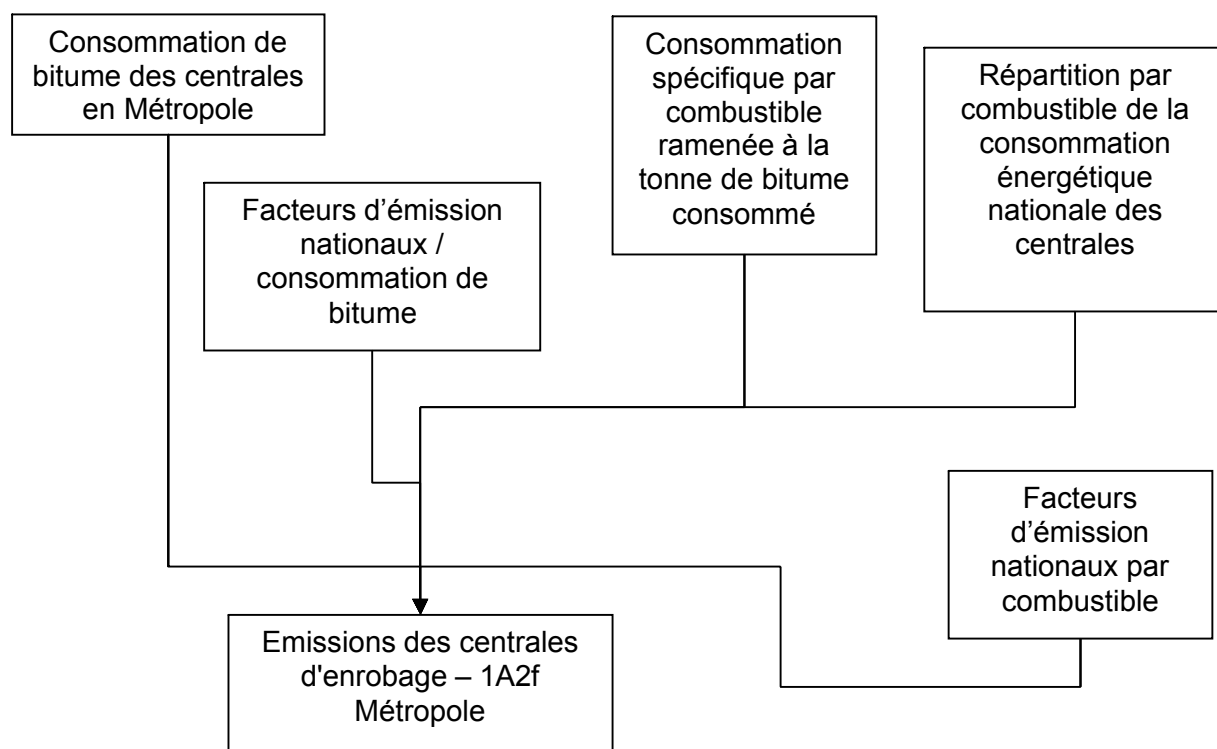 Consommation de
bitume des centrales
en Métropole
Consommation
spécifique par
combustible
ramenée à la
tonne de bitume
consommé
Répartition par
combustible de la
consommation
énergétique
nationale des
centrales
Facteurs d’émission
nationaux /
consommation de
bitume
Facteurs
d’émission
nationaux par
combustible
Emissions des centrales
d'enrobage – 1A2f
Métropole